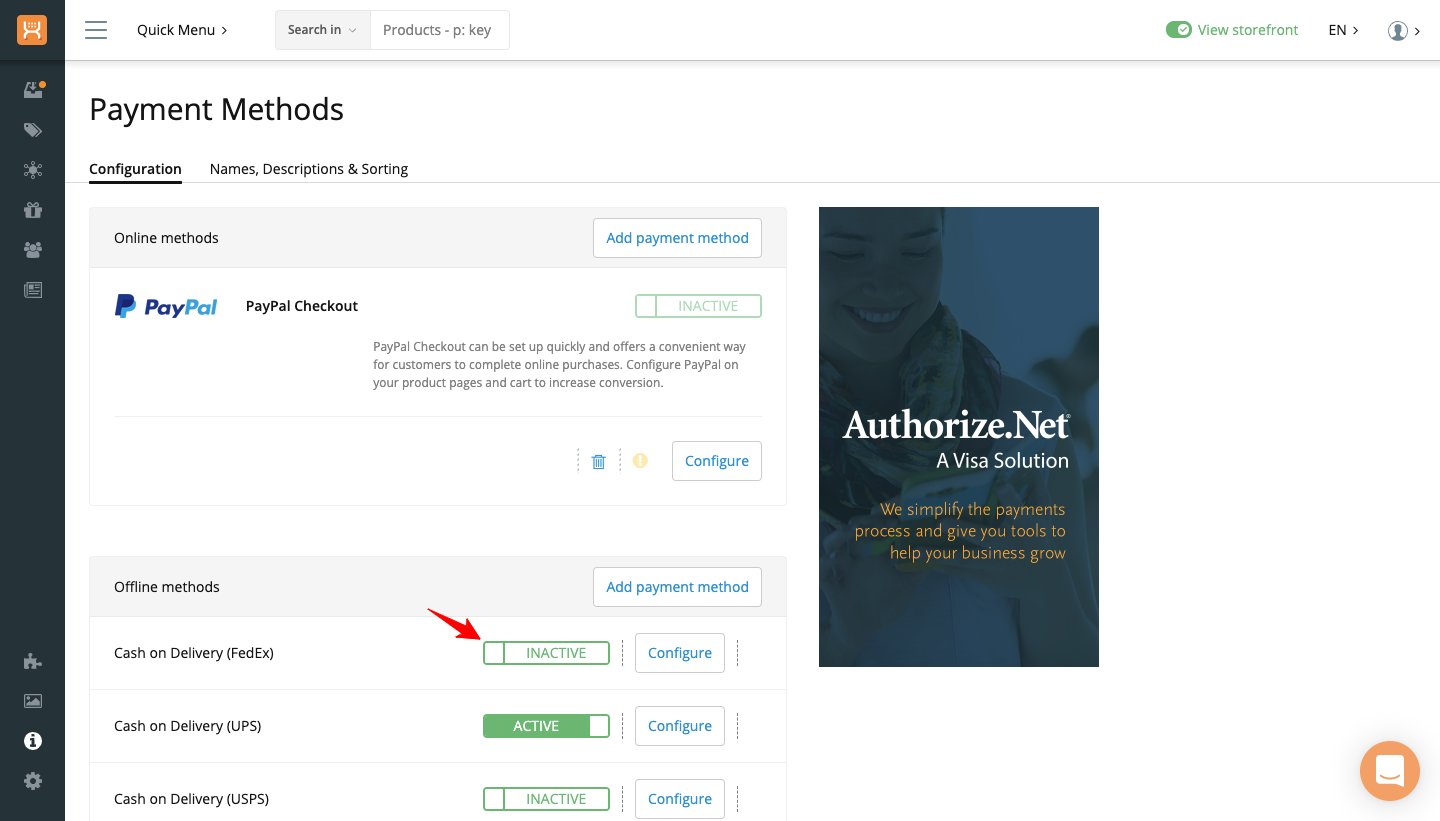 Quick Menu
Search in
Products - p: key
View storefront
EN
Payment Methods
Configuration
Names, Descriptions & Sorting
Online methods
Add payment method
PayPal
PayPal Checkout
INACTIVE
PayPal Checkout can be set up quickly and offers a convenient way
for customers to complete online purchases. Configure PayPal on
your product pages and cart to increase conversion.
Configure
Offline methods
Add payment method
Cash on Delivery (FedEx)
INACTIVE
Configure
Cash on Delivery (UPS)
ACTIVE
Configure
Cash on Delivery (USPS)
INACTIVE
Configure
Authorize.Net®
A Visa Solution
We simplify the payments
process and give you tools to
help your business grow